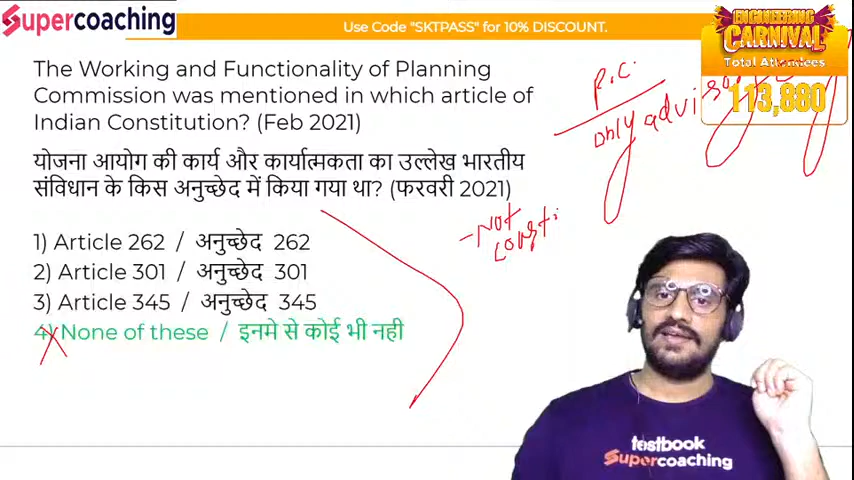 Supercoaching
Use Code "SKTPASS" for 10% DISCOUNT.
ENGINEERING
CARNIVAL
Total Attendees
113,880
The Working and Functionality of Planning
Commission was mentioned in which article of
Indian Constitution? (Feb 2021)
P.C.
only advisory
योजना आयोग की कार्य और कार्यात्मकता का उल्लेख भारतीय
संविधान के किस अनुच्छेद में किया गया था? (फरवरी 2021)
- Not
Consti
1) Article 262 / अनुच्छेद 262
2) Article 301 / अनुच्छेद 301
3) Article 345 / अनुच्छेद 345
4) None of these / इनमे से कोई भी नही
testbook
Supercoaching